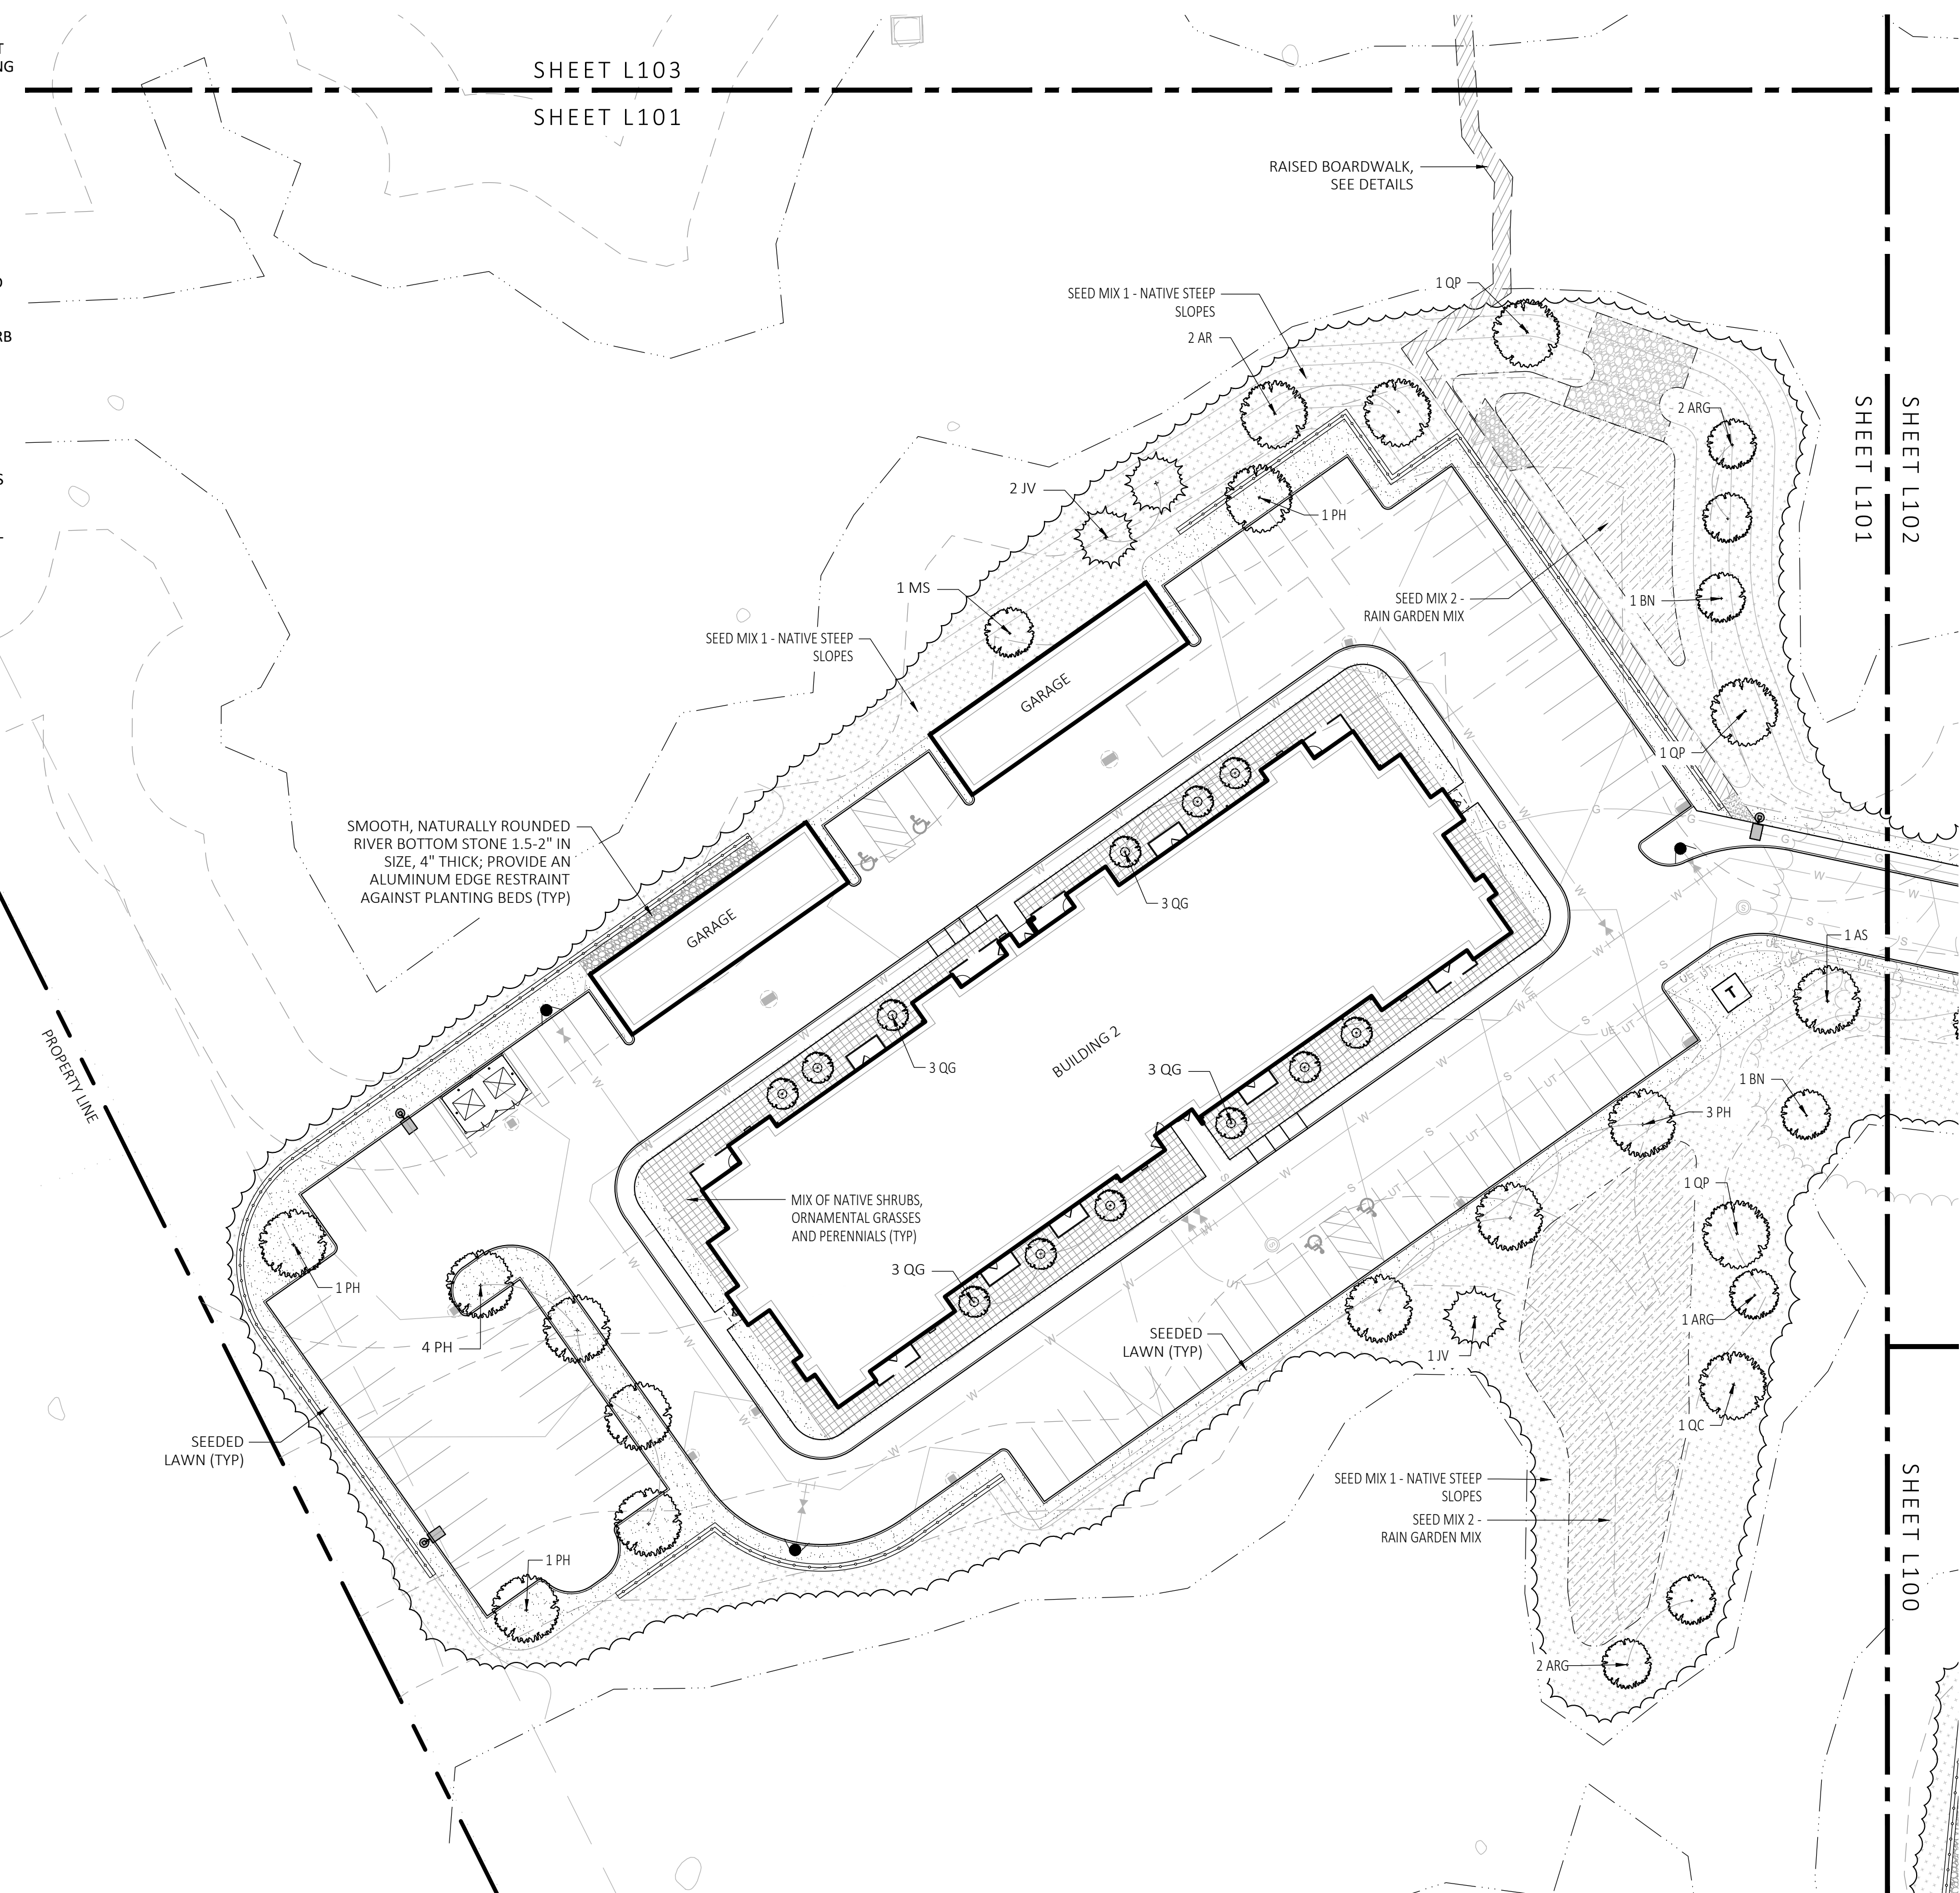 SHEET L103
SHEET L101
RAISED BOARDWALK,
SEE DETAILS
1 QP
SEED MIX 1 - NATIVE STEEP
SLOPES
2 AR
2 ARG
SHEET L101
SHEET L102
2 JV
1 PH
1 MS
SEED MIX 2 -
RAIN GARDEN MIX
1 BN
SEED MIX 1 - NATIVE STEEP
SLOPES
GARAGE
1 QP
SMOOTH, NATURALLY ROUNDED
RIVER BOTTOM STONE 1.5-2" IN
SIZE, 4" THICK; PROVIDE AN
ALUMINUM EDGE RESTRAINT
AGAINST PLANTING BEDS (TYP)
GARAGE
3 QG
1 AS
T
PROPERTY LINE
3 QG
BUILDING 2
3 QG
1 BN
3 PH
1 QP
MIX OF NATIVE SHRUBS,
ORNAMENTAL GRASSES
AND PERENNIALS (TYP)
3 QG
1 PH
4 PH
1 ARG
SEEDED
LAWN (TYP)
1 JV
1 QC
SEEDED
LAWN (TYP)
SEED MIX 1 - NATIVE STEEP
SLOPES
SEED MIX 2 -
RAIN GARDEN MIX
SHEET L100
1 PH
2 ARG